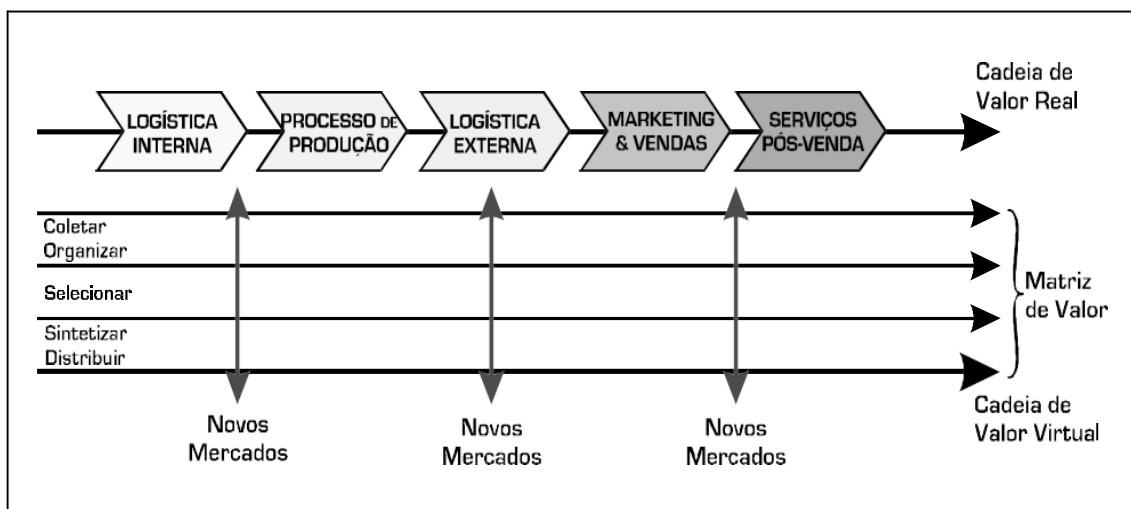 Cadeia de
Valor Real
LOGÍSTICA
INTERNA
PROCESSO DE
PRODUÇÃO
LOGÍSTICA
EXTERNA
MARKETING
& VENDAS
SERVIÇOS
PÓS-VENDA
Coletar
Organizar
Selecionar
Sintetizar
Distribuir
Matriz
de Valor
Novos
Mercados
Novos
Mercados
Novos
Mercados
Cadeia de
Valor Virtual